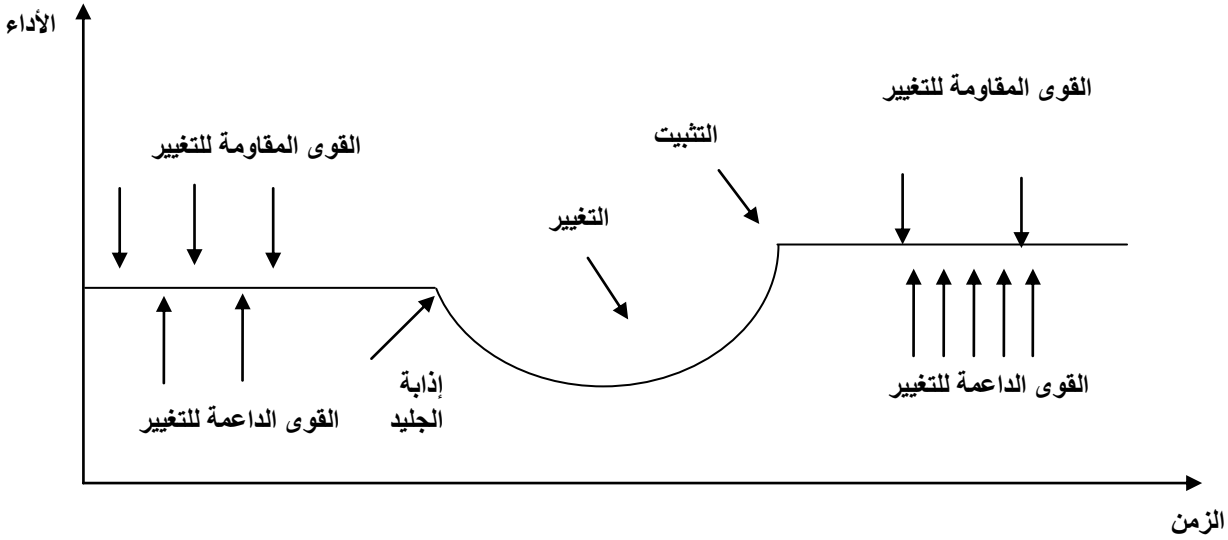 الأداء
القوى المقاومة للتغيير
التثبيت
القوى المقاومة للتغيير
التغيير
إذابة
الجليد
القوى الداعمة للتغيير
القوى الداعمة للتغيير
الزمن